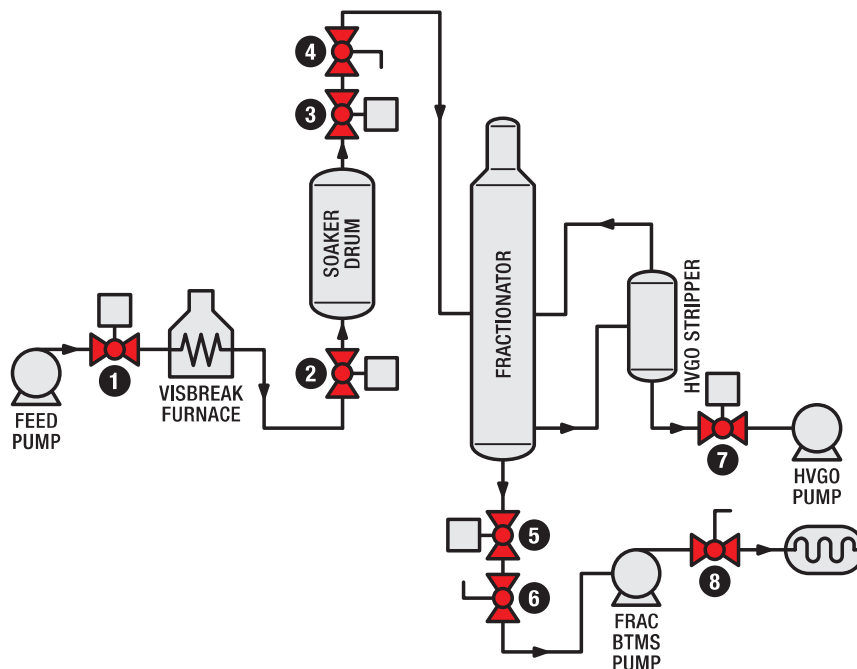 4
3
SOAKER
DRUM
FRACTIONATOR
HVGO STRIPPER
1
2
VISBREAK
FURNACE
FEED
PUMP
7
HVGO
PUMP
5
6
8
FRAC
BTMS
PUMP